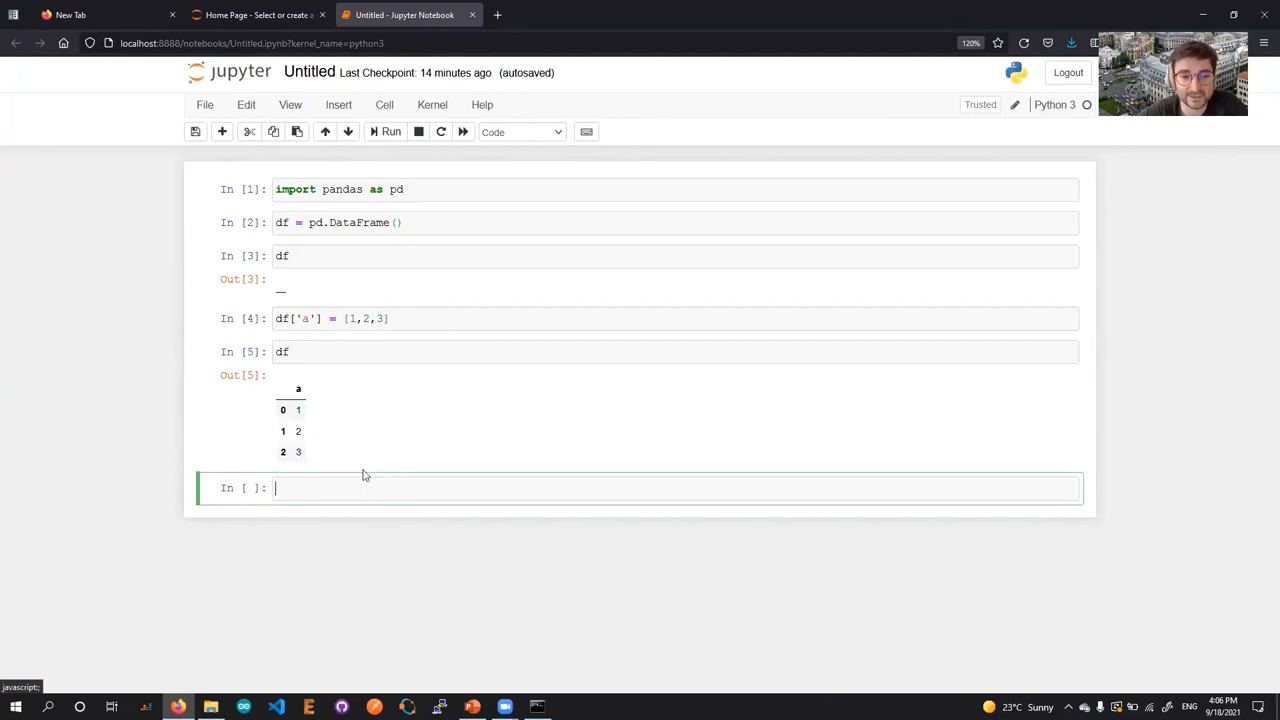 New Tab
Home Page - Select or create a
Untitled - Jupyter Notebook
localhost:8888/notebooks/Untitled.ipynb?kernel_name=python3
120%
jupyter Untitled Last Checkpoint: 14 minutes ago (autosaved)
Logout
File Edit View Insert Cell Kernel Help
Trusted
Python 3
Run
Code
In [1]: import pandas as pd
In [2]: df = pd.DataFrame()
In [3]: df
Out[3]:
In [4]: df['a'] = [1,2,3]
In [5]: df
Out[5]:
a
0 1
1 2
2 3
In [ ]:
javascript:;
23°C Sunny
4:06 PM
9/18/2021